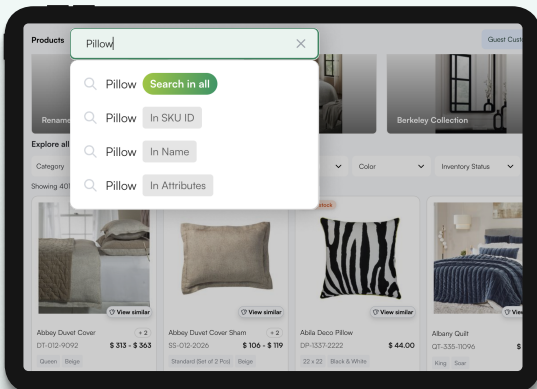 Products
Pillow
Guest Cust
Pillow Search in all
Pillow In SKU ID
Pillow In Name
Pillow In Attributes
Rename
Berkeley Collection
Explore all
Category
Color
Inventory Status
Showing 401
stock
View similar
View similar
View similar
View
Abbey Duvet Cover + 2
DT-012-9092 $ 313 - $ 363
Queen Beige
Abbey Duvet Cover Sham + 2
SS-012-2026 $ 106 - $ 119
Standard (Set of 2 Pcs) Beige
Abila Deco Pillow
DP-1337-2222 $ 44.00
22 x 22 Black & White
Albany Quilt
QT-335-11096 $
King Soar